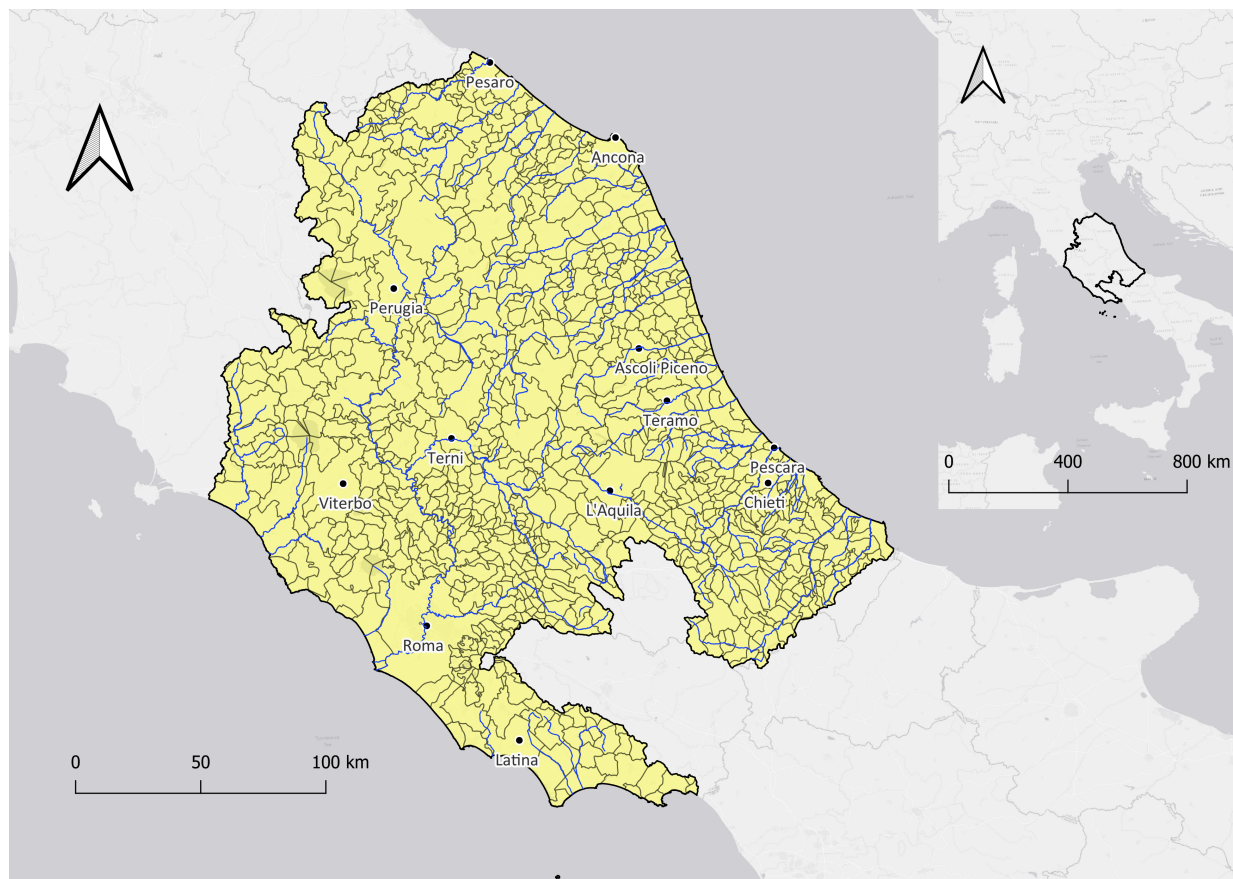 Pesaro
Ancona
Perugia
Ascoli Piceno
Teramo
Terni
Pescara
Viterbo
L'Aquila
Chieti
Roma
Latina
0 50 100 km
0 400 800 km